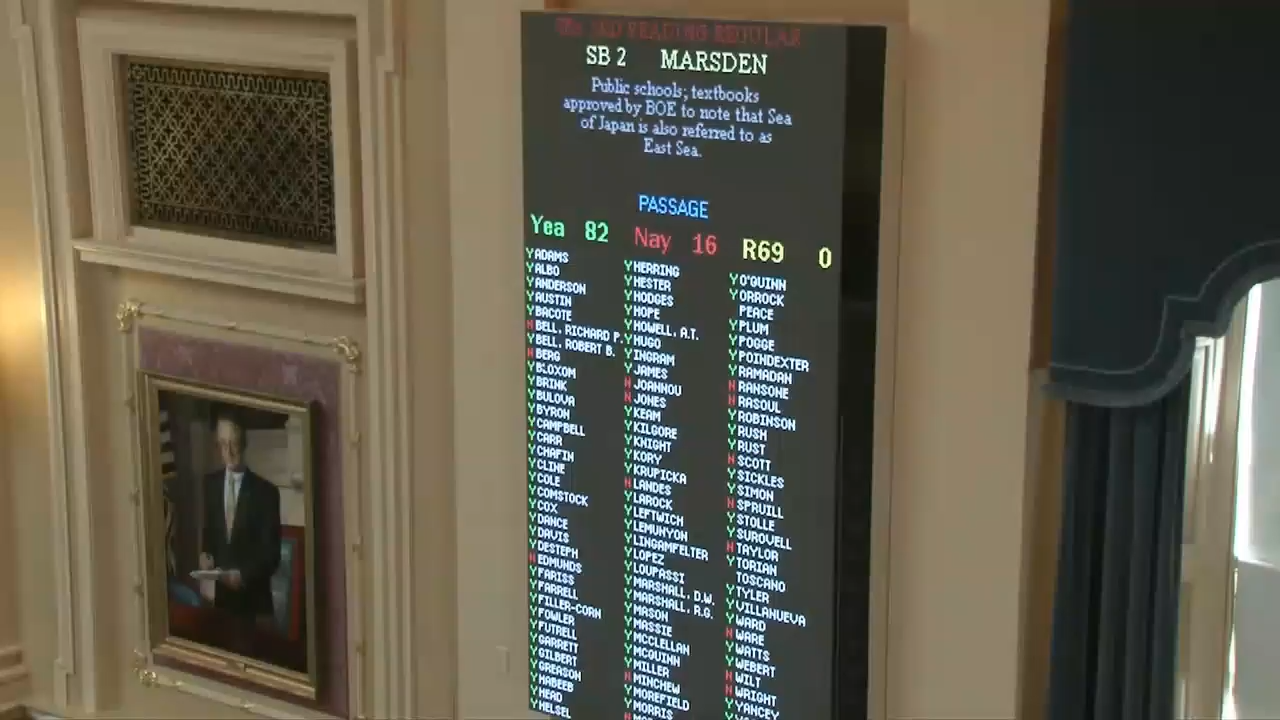 3RD READING REGULAR
SB 2 MARSDEN
Public schools; textbooks
approved by BOE to note that Sea
of Japan is also referred to as
East Sea.
PASSAGE
Yea 82 Nay 16 R69 0
Y ADAMS
Y ALBO
Y ANDERSON
Y AUSTIN
Y BACOTE
N BELL, RICHARD P.
Y BELL, ROBERT B.
N BERG
Y BLOXOM
Y BRINK
Y BULOVA
Y BYRON
Y CAMPBELL
Y CARR
Y CHAFIN
Y CLINE
Y COLE
Y COMSTOCK
Y COX
Y DANCE
Y DAVIS
Y DESTEPH
N EDMUNDS
Y FARISS
Y FARRELL
Y FILLER-CORN
Y FOWLER
Y FUTRELL
Y GARRETT
Y GILBERT
Y GREASON
Y HABEEB
Y HEAD
Y HELSEL
Y HERRING
Y HESTER
Y HODGES
Y HOPE
Y HOWELL, A.T.
Y HUGO
Y INGRAM
Y JAMES
N JOANNOU
N JONES
Y KEAM
Y KILGORE
Y KNIGHT
Y KORY
Y KRUPICKA
N LANDES
Y LAROCK
Y LEFTWICH
Y LEMUNYON
Y LINGAMFELTER
Y LOPEZ
Y LOUPASSI
Y MARSHALL, D.W.
Y MARSHALL, R.G.
Y MASON
Y MASSIE
Y MCCLELLAN
Y MCQUINN
Y MILLER
N MINCHEW
Y MOREFIELD
Y MORRIS
Y O'QUINN
Y ORROCK
PEACE
Y PLUM
Y POGGE
Y POINDEXTER
Y RAMADAN
N RANSONE
N RASOUL
Y ROBINSON
Y RUSH
Y RUST
N SCOTT
Y SICKLES
Y SIMON
N SPRUILL
Y STOLLE
Y SUROVELL
N TAYLOR
Y TORIAN
TOSCANO
Y TYLER
Y VILLANUEVA
Y WARD
N WARE
Y WATTS
Y WEBERT
N WILT
N WRIGHT
Y YANCEY